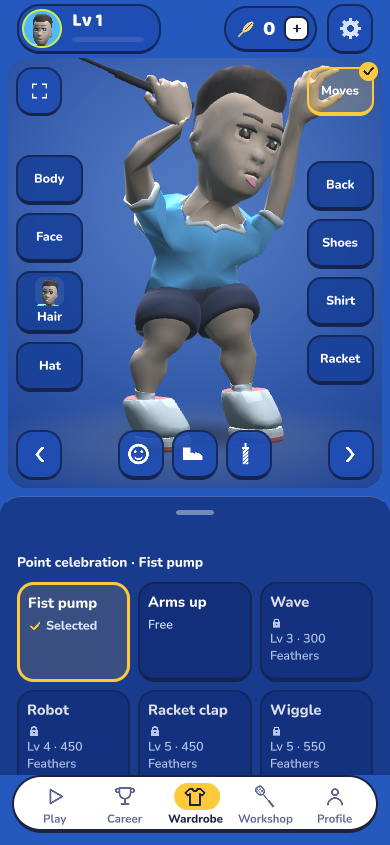 Lv 1
0
+
Moves
Body
Face
Hair
Hat
Back
Shoes
Shirt
Racket
Point celebration · Fist pump
Fist pump
Selected
Arms up
Free
Wave
Lv 3 · 300
Feathers
Robot
Lv 4 · 450
Feathers
Racket clap
Lv 5 · 450
Feathers
Wiggle
Lv 5 · 550
Feathers
Play
Career
Wardrobe
Workshop
Profile